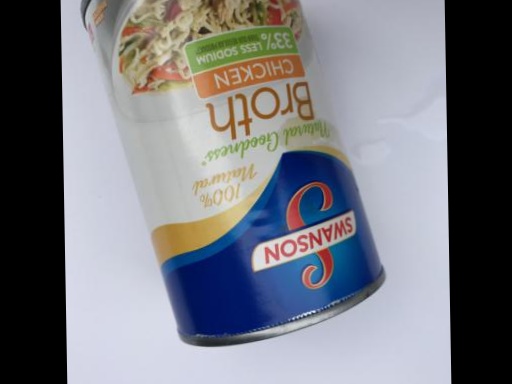 SWANSON
100%
Natural
Natural Goodness
Broth
CHICKEN
33% LESS SODIUM